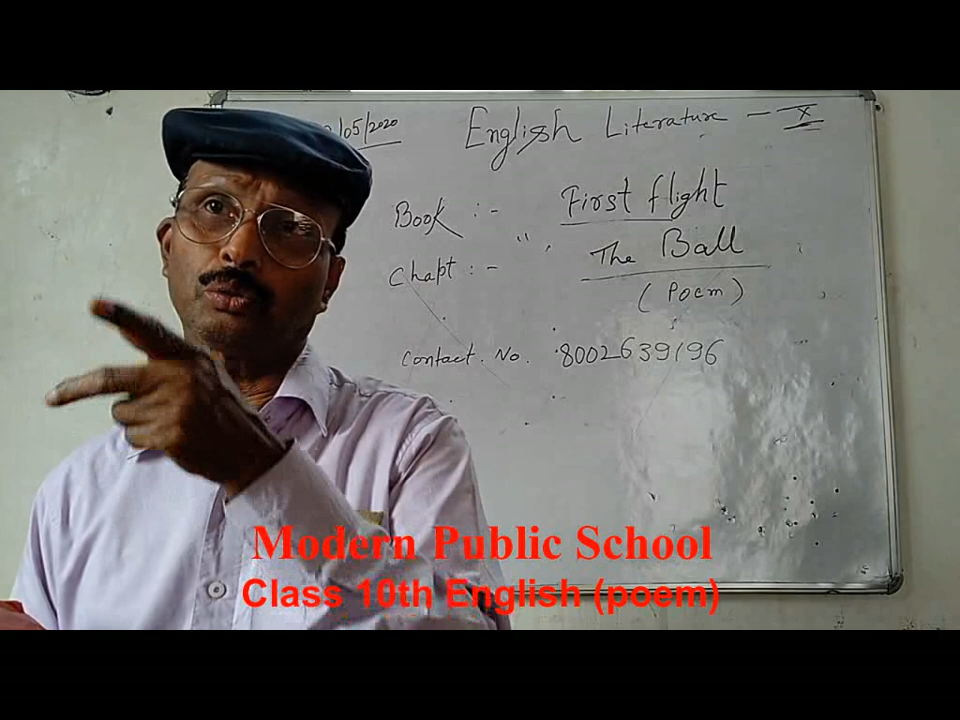 /05/2020 English Literature - X
Book :- First flight
" , The Ball
Chapt :-
(Poem)
Contact. No. 8002639196
Modern Public School
Class 10th English (poem)